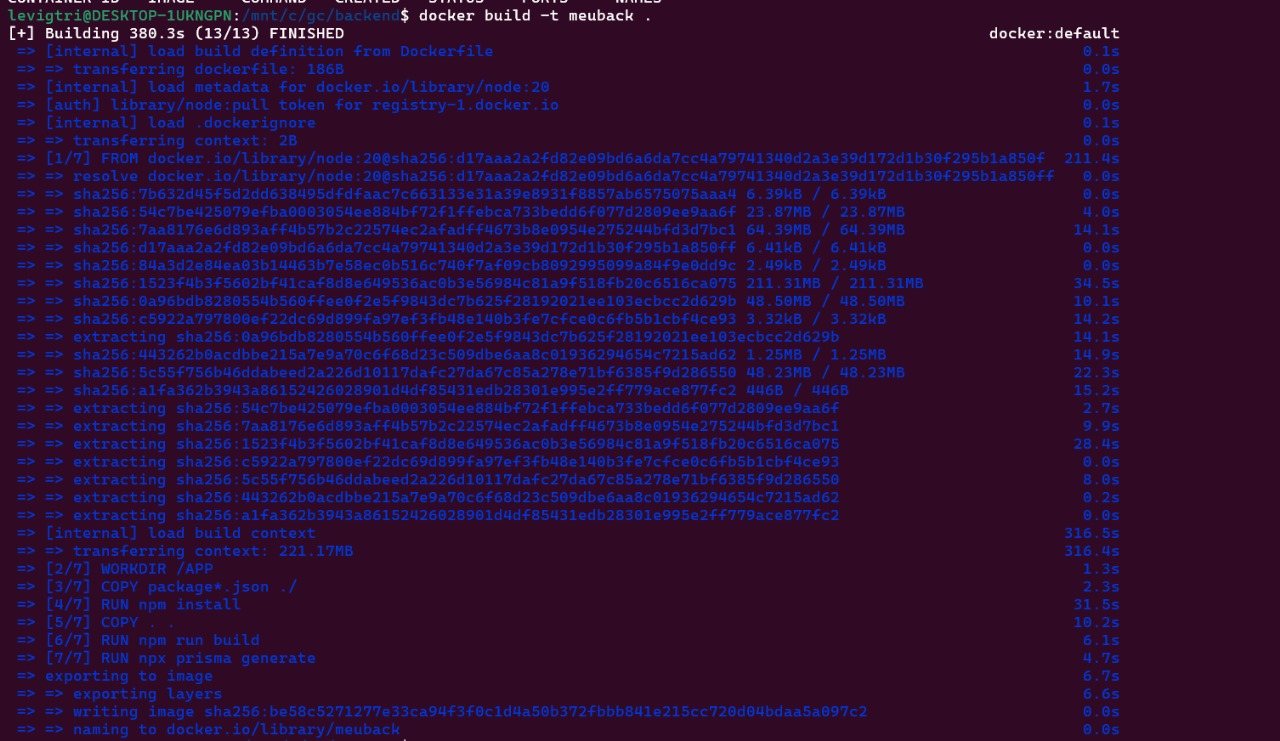 CONTAINER ID IMAGE COMMAND CREATED STATUS PORTS NAMES
levigtri@DESKTOP-1UKNGPN:/mnt/c/gc/backend$ docker build -t meuback .
[+] Building 380.3s (13/13) FINISHED docker:default
=> [internal] load build definition from Dockerfile 0.1s
=> => transferring dockerfile: 186B 0.0s
=> [internal] load metadata for docker.io/library/node:20 1.7s
=> [auth] library/node:pull token for registry-1.docker.io 0.0s
=> [internal] load .dockerignore 0.1s
=> => transferring context: 2B 0.0s
=> [1/7] FROM docker.io/library/node:20@sha256:d17aaa2a2fd82e09bd6a6da7cc4a79741340d2a3e39d172d1b30f295b1a850f 211.4s
=> => resolve docker.io/library/node:20@sha256:d17aaa2a2fd82e09bd6a6da7cc4a79741340d2a3e39d172d1b30f295b1a850ff 0.0s
=> => sha256:7b632d45f5d2dd638495dfdfaac7c663133e31a39e8931f8857ab6575075aaa4 6.39kB / 6.39kB 0.0s
=> => sha256:54c7be425079efba0003054ee884bf72f1ffebca733bedd6f077d2809ee9aa6f 23.87MB / 23.87MB 4.0s
=> => sha256:7aa8176e6d893aff4b57b2c22574ec2afadff4673b8e0954e275244bfd3d7bc1 64.39MB / 64.39MB 14.1s
=> => sha256:d17aaa2a2fd82e09bd6a6da7cc4a79741340d2a3e39d172d1b30f295b1a850ff 6.41kB / 6.41kB 0.0s
=> => sha256:84a3d2e84ea03b14463b7e58ec0b516c740f7af09cb8092995099a84f9e0dd9c 2.49kB / 2.49kB 0.0s
=> => sha256:1523f4b3f5602bf41caf8d8e649536ac0b3e56984c81a9f518fb20c6516ca075 211.31MB / 211.31MB 34.5s
=> => sha256:0a96bdb8280554b560ffee0f2e5f9843dc7b625f28192021ee103ecbcc2d629b 48.50MB / 48.50MB 10.1s
=> => sha256:c5922a797800ef22dc69d899fa97ef3fb48e140b3fe7cfce0c6fb5b1cbf4ce93 3.32kB / 3.32kB 14.2s
=> => extracting sha256:0a96bdb8280554b560ffee0f2e5f9843dc7b625f28192021ee103ecbcc2d629b 14.1s
=> => sha256:443262b0acdbbe215a7e9a70c6f68d23c509dbe6aa8c01936294654c7215ad62 1.25MB / 1.25MB 14.9s
=> => sha256:5c55f756b46ddabeed2a226d10117dafc27da67c85a278e71bf6385f9d286550 48.23MB / 48.23MB 22.3s
=> => sha256:a1fa362b3943a86152426028901d4df85431edb28301e995e2ff779ace877fc2 446B / 446B 15.2s
=> => extracting sha256:54c7be425079efba0003054ee884bf72f1ffebca733bedd6f077d2809ee9aa6f 2.7s
=> => extracting sha256:7aa8176e6d893aff4b57b2c22574ec2afadff4673b8e0954e275244bfd3d7bc1 9.9s
=> => extracting sha256:1523f4b3f5602bf41caf8d8e649536ac0b3e56984c81a9f518fb20c6516ca075 28.4s
=> => extracting sha256:c5922a797800ef22dc69d899fa97ef3fb48e140b3fe7cfce0c6fb5b1cbf4ce93 0.0s
=> => extracting sha256:5c55f756b46ddabeed2a226d10117dafc27da67c85a278e71bf6385f9d286550 8.0s
=> => extracting sha256:443262b0acdbbe215a7e9a70c6f68d23c509dbe6aa8c01936294654c7215ad62 0.2s
=> => extracting sha256:a1fa362b3943a86152426028901d4df85431edb28301e995e2ff779ace877fc2 0.0s
=> [internal] load build context 316.5s
=> => transferring context: 221.17MB 316.4s
=> [2/7] WORKDIR /APP 1.3s
=> [3/7] COPY package*.json ./ 2.3s
=> [4/7] RUN npm install 31.5s
=> [5/7] COPY . . 10.2s
=> [6/7] RUN npm run build 6.1s
=> [7/7] RUN npx prisma generate 4.7s
=> exporting to image 6.7s
=> => exporting layers 6.6s
=> => writing image sha256:be58c5271277e33ca94f3f0c1d4a50b372fbbb841e215cc720d04bdaa5a097c2 0.0s
=> => naming to docker.io/library/meuback 0.0s